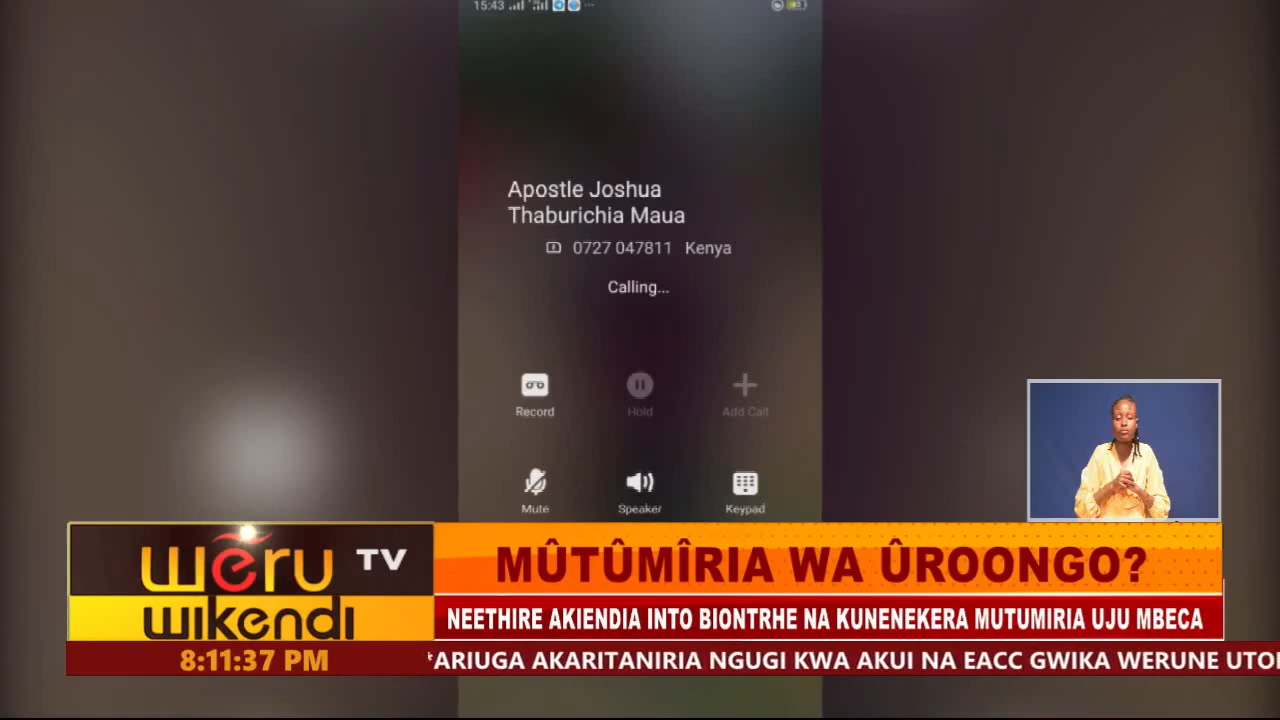 15:43
Apostle Joshua
Thaburichia Maua
0727 047811 Kenya
Calling...
Record Hold Add Call
Mute Speaker Keypad
Wĩru TV
wikendi
MÛTÛMÎRIA WA ÛROONGO?
NEETHIRE AKIENDIA INTO BIONTRHE NA KUNENEKERA MUTUMIRIA UJU MBECA
8:11:37 PM
*ARIUGA AKARITANIRIA NGUGI KWA AKUI NA EACC GWIKA WERUNE UTO